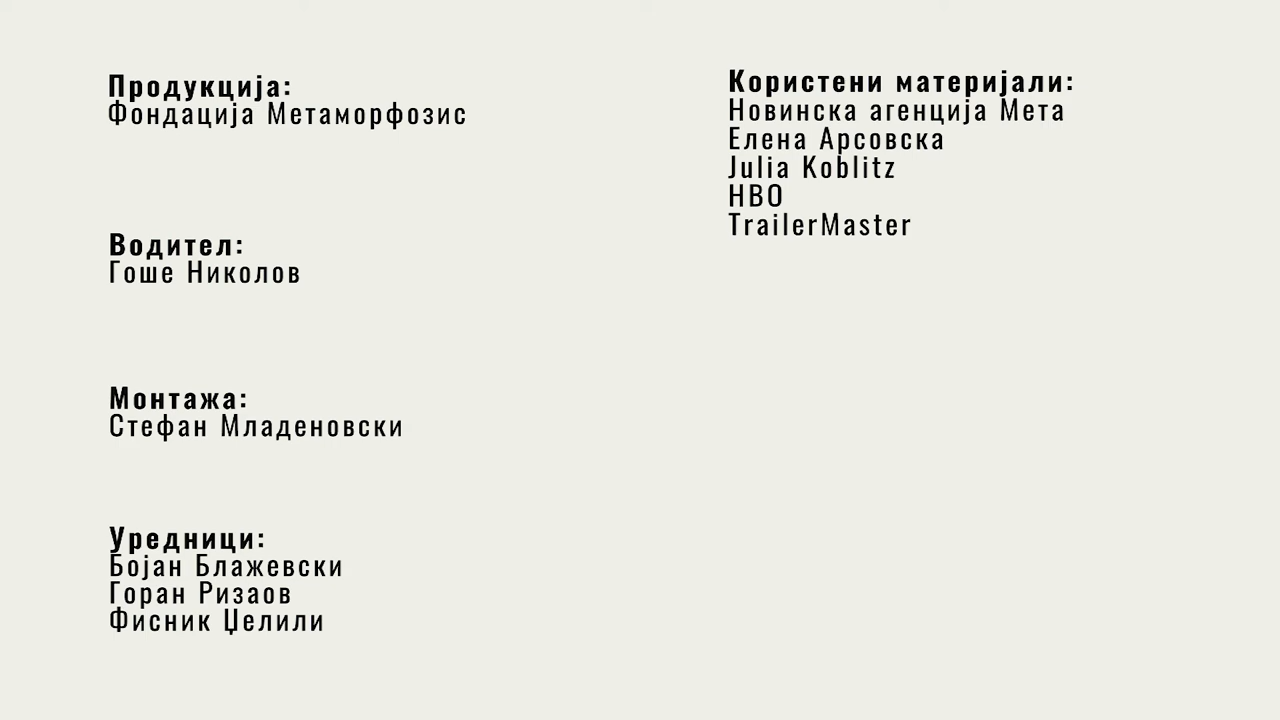 Продукција:
Фондација Метаморфозис
Водител:
Гоше Николов
Монтажа:
Стефан Младеновски
Уредници:
Бојан Блажевски
Горан Ризаов
Фисник Џелили
Користени материјали:
Новинска агенција Мета
Елена Арсовска
Julia Koblitz
HBO
TrailerMaster